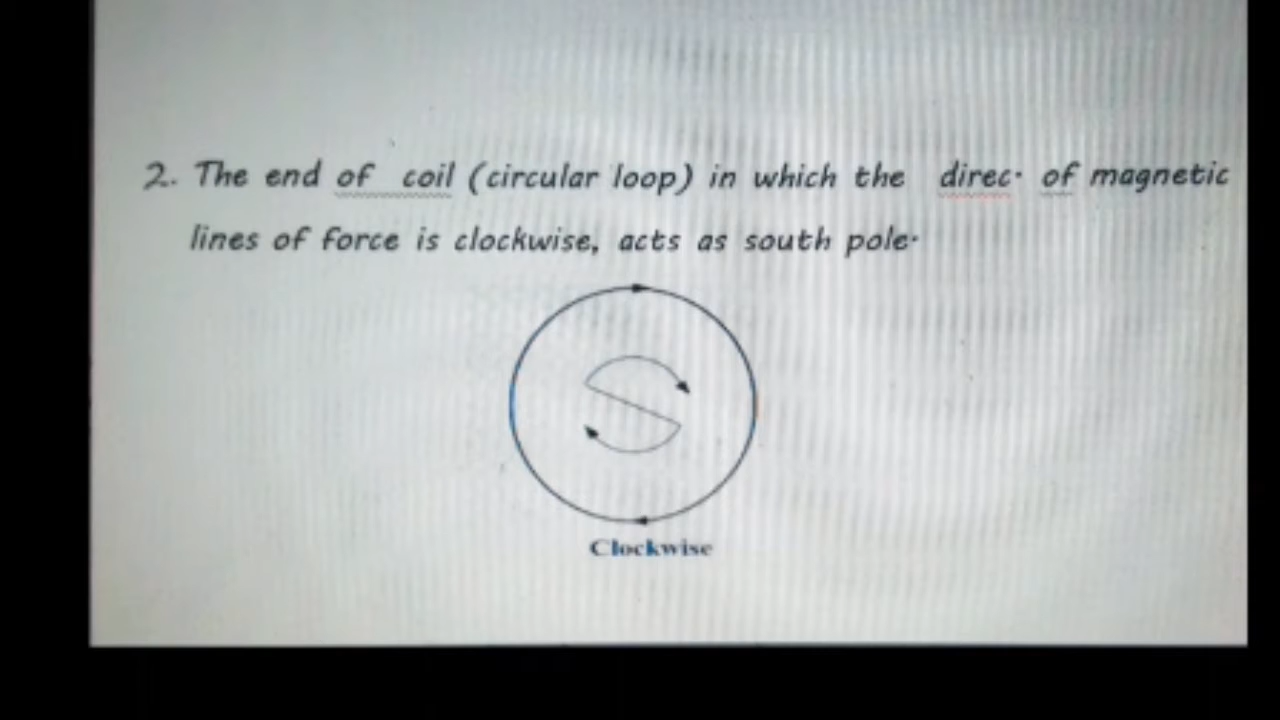 2. The end of coil (circular loop) in which the direc. of magnetic
lines of force is clockwise, acts as south pole.
S
Clockwise